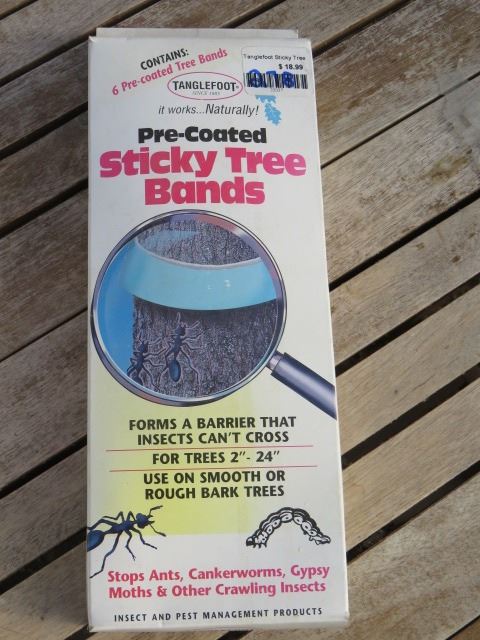 CONTAINS:
6 Pre-coated Tree Bands
Tanglefoot Sticky Tree
$ 18.99
TANGLEFOOT®
SINCE 1885
it works...Naturally!
Pre-Coated
Sticky Tree
Bands
FORMS A BARRIER THAT
INSECTS CAN'T CROSS
FOR TREES 2"- 24"
USE ON SMOOTH OR
ROUGH BARK TREES
Stops Ants, Cankerworms, Gypsy
Moths & Other Crawling Insects
INSECT AND PEST MANAGEMENT PRODUCTS